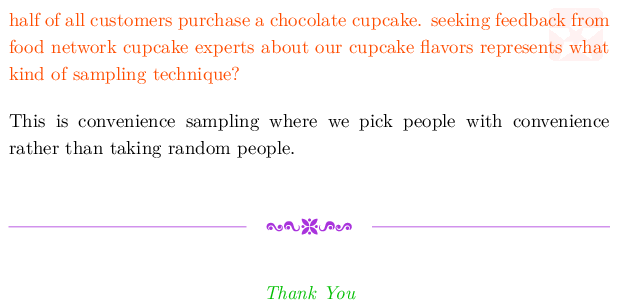 half of all customers purchase a chocolate cupcake. seeking feedback from
food network cupcake experts about our cupcake flavors represents what
kind of sampling technique?
This is convenience sampling where we pick people with convenience
rather than taking random people.
Thank You